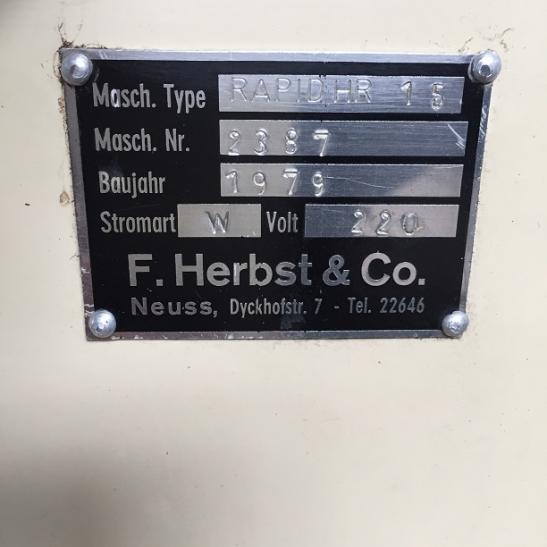 Masch. Type RAPID HR 15
Masch. Nr. 2387
Baujahr 1979
Stromart W Volt 220
F. Herbst & Co.
Neuss, Dyckhofstr. 7 - Tel. 22646